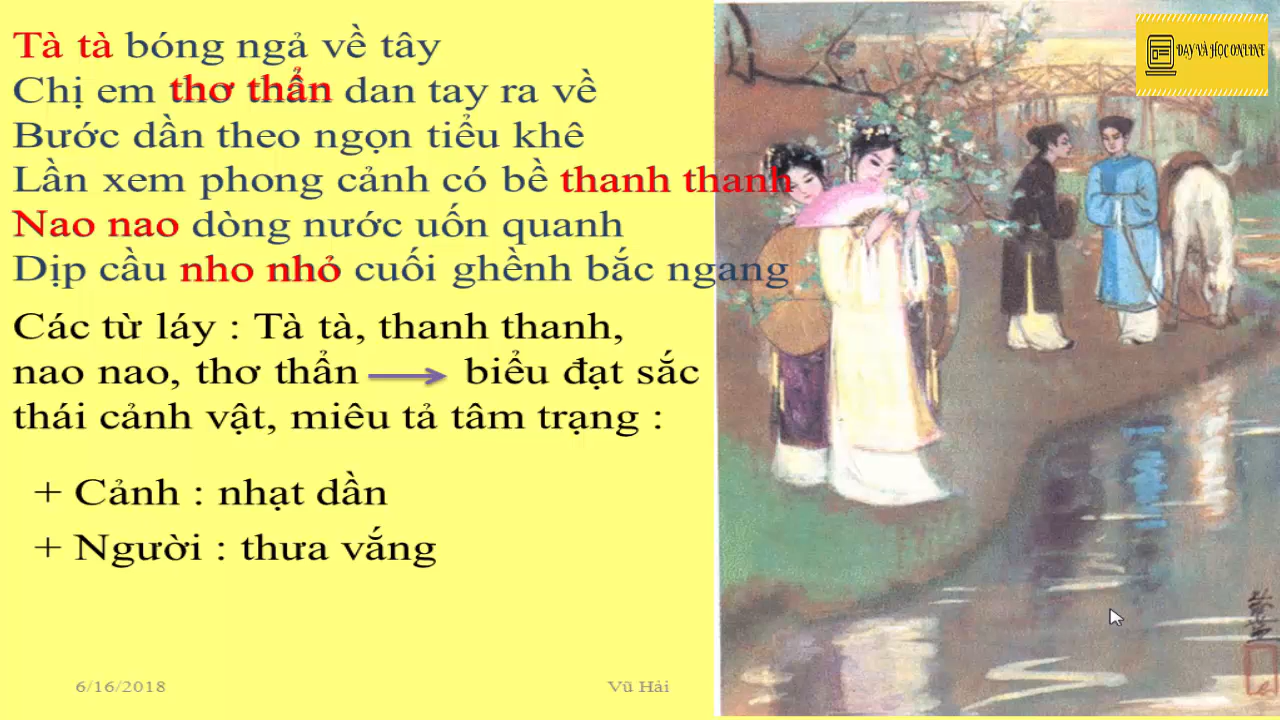 Tà tà bóng ngả về tây
Chị em thơ thẩn dan tay ra về
Bước dần theo ngọn tiểu khê
Lần xem phong cảnh có bề thanh thanh
Nao nao dòng nước uốn quanh
Dịp cầu nho nhỏ cuối ghềnh bắc ngang
Các từ láy : Tà tà, thanh thanh,
nao nao, thơ thẩn biểu đạt sắc
thái cảnh vật, miêu tả tâm trạng :
+ Cảnh : nhạt dần
+ Người : thưa vắng
6/16/2018
Vũ Hải
DẠY VÀ HỌC ONLINE